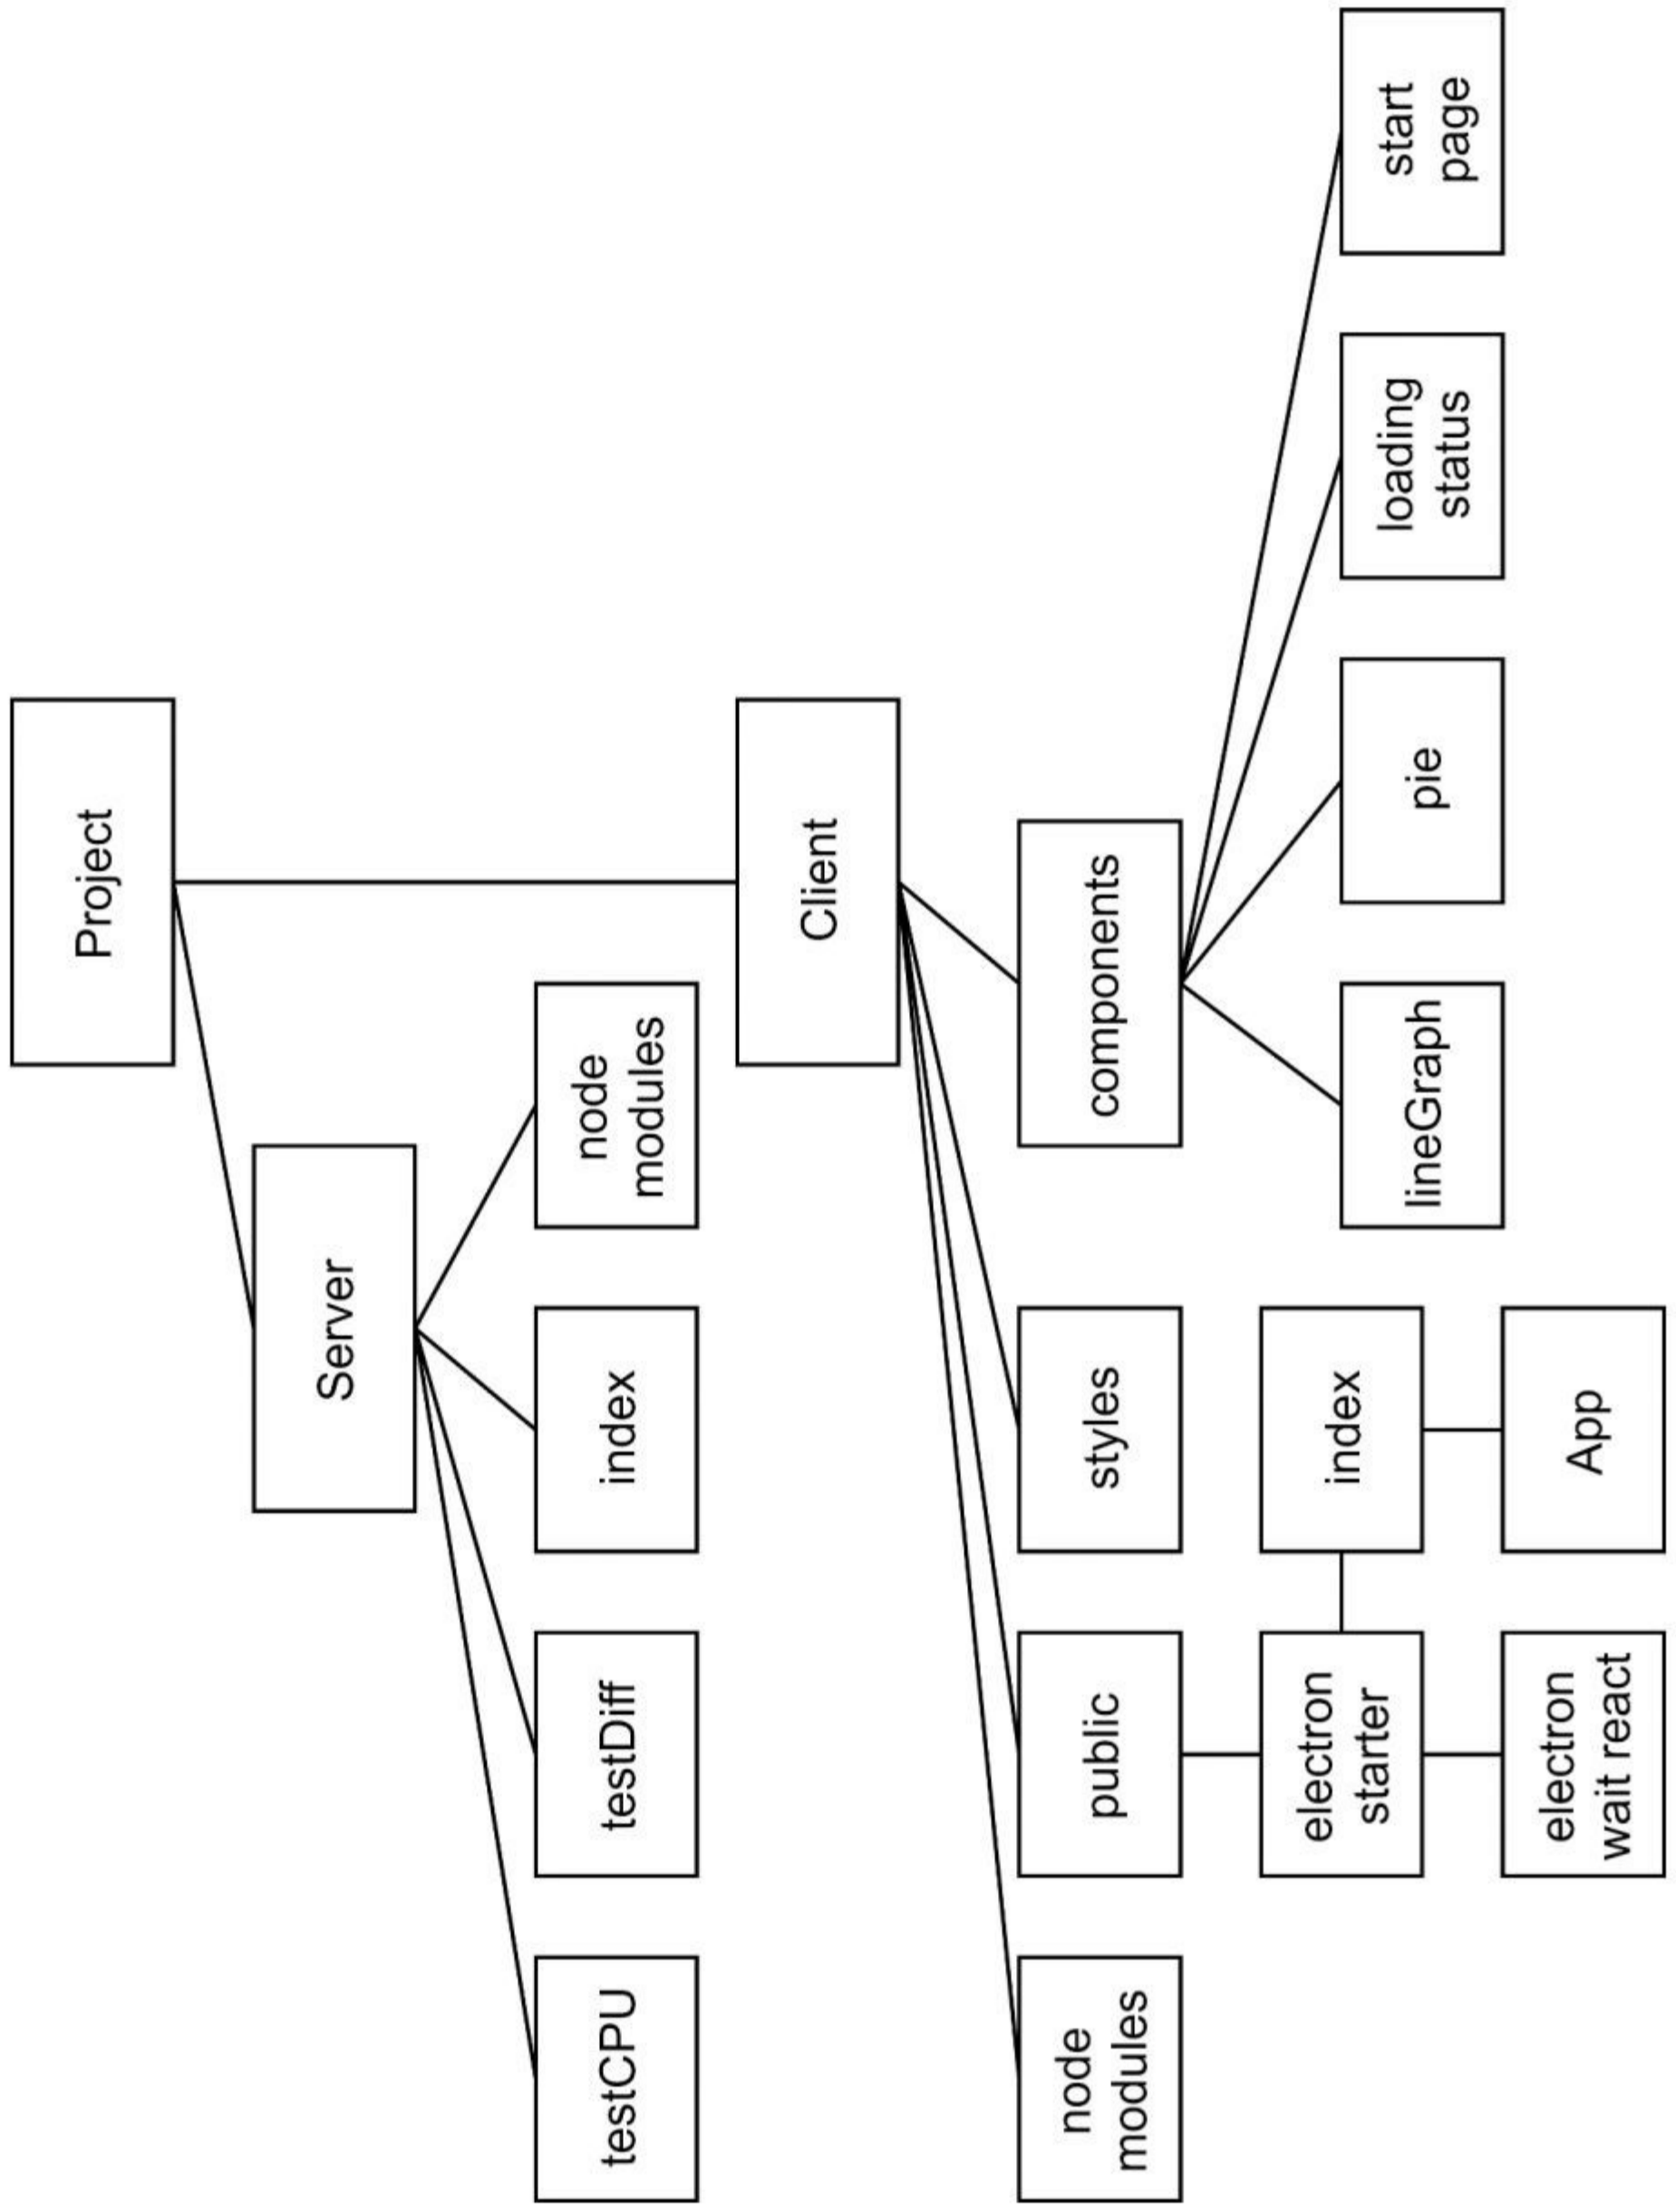 Project
Server
testCPU
testDiff
index
node
modules
Client
node
modules
public
styles
components
electron
starter
index
lineGraph
pie
loading
status
start
page
electron
wait react
App